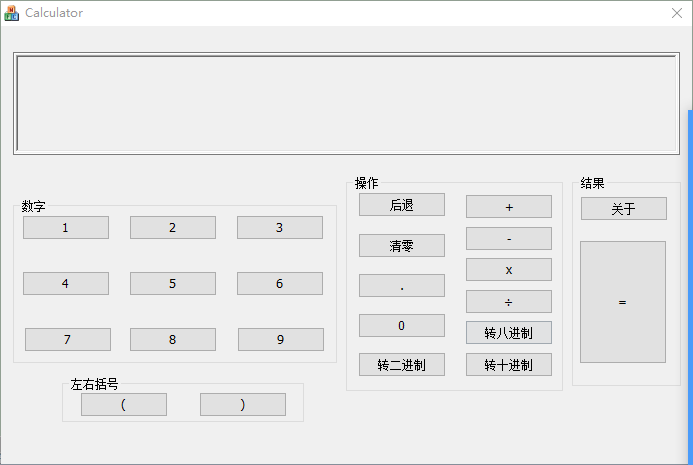 Calculator
数字
1 2 3
4 5 6
7 8 9
左右括号
( )
操作
后退 +
清零 -
. x
0 ÷
转八进制
转二进制 转十进制
结果
关于
=